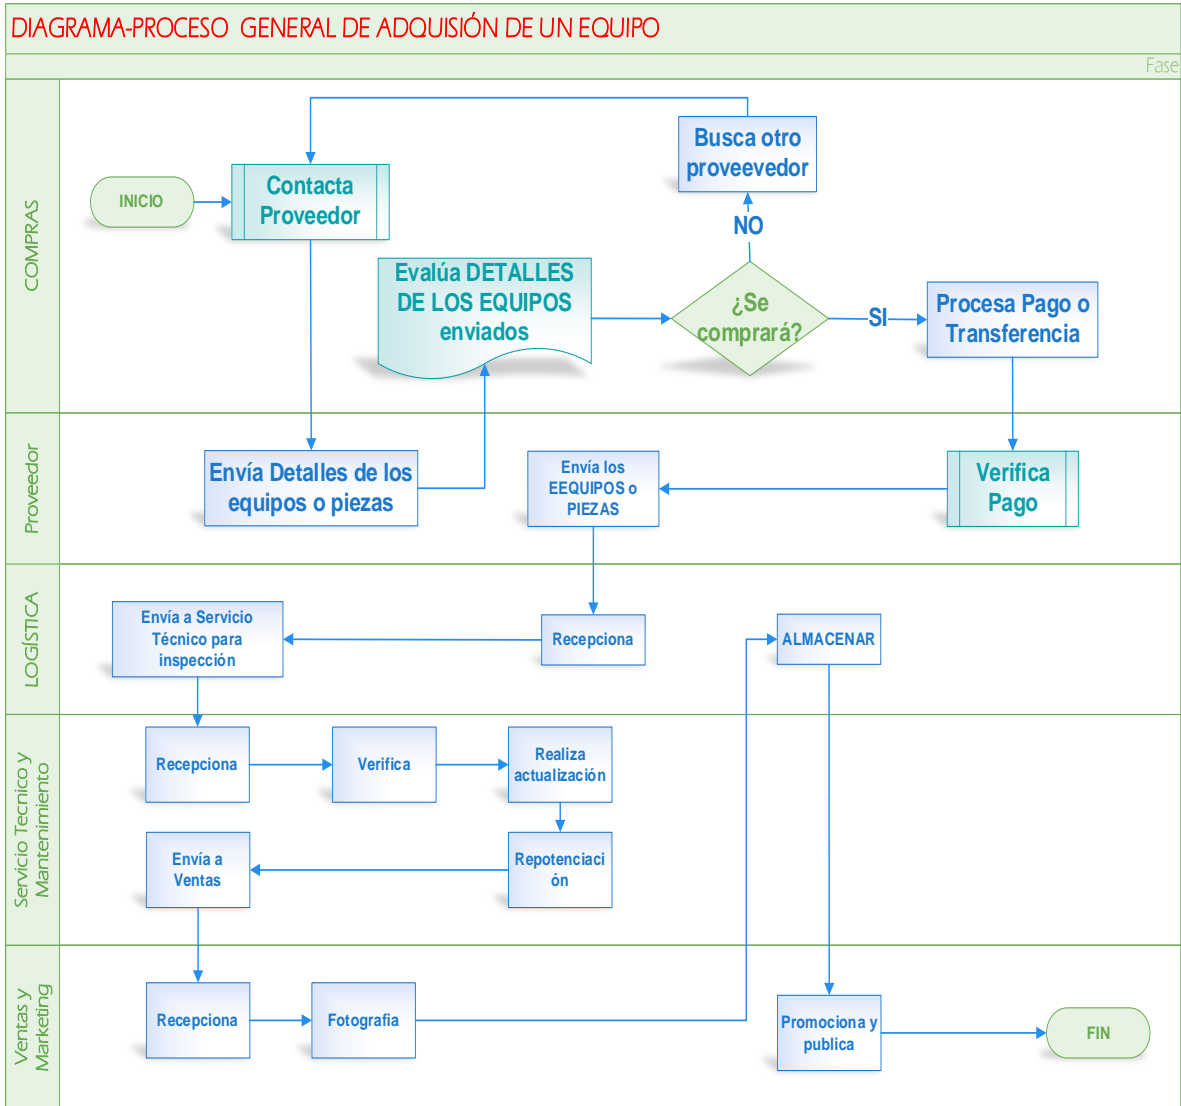 DIAGRAMA-PROCESO GENERAL DE ADQUISIÓN DE UN EQUIPO
Fase
COMPRAS
INICIO
Contacta
Proveedor
Busca otro
proveevedor
NO
Evalúa DETALLES
DE LOS EQUIPOS
enviados
¿Se
comprará?
SI
Procesa Pago o
Transferencia
Proveedor
Envía Detalles de los
equipos o piezas
Envía los
EEQUIPOS o
PIEZAS
Verifica
Pago
LOGÍSTICA
Envía a Servicio
Técnico para
inspección
Recepciona
ALMACENAR
Servicio Tecnico y
Mantenimiento
Recepciona
Verifica
Realiza
actualización
Envía a
Ventas
Repotenciaci
ón
Ventas y
Marketing
Recepciona
Fotografia
Promociona y
publica
FIN